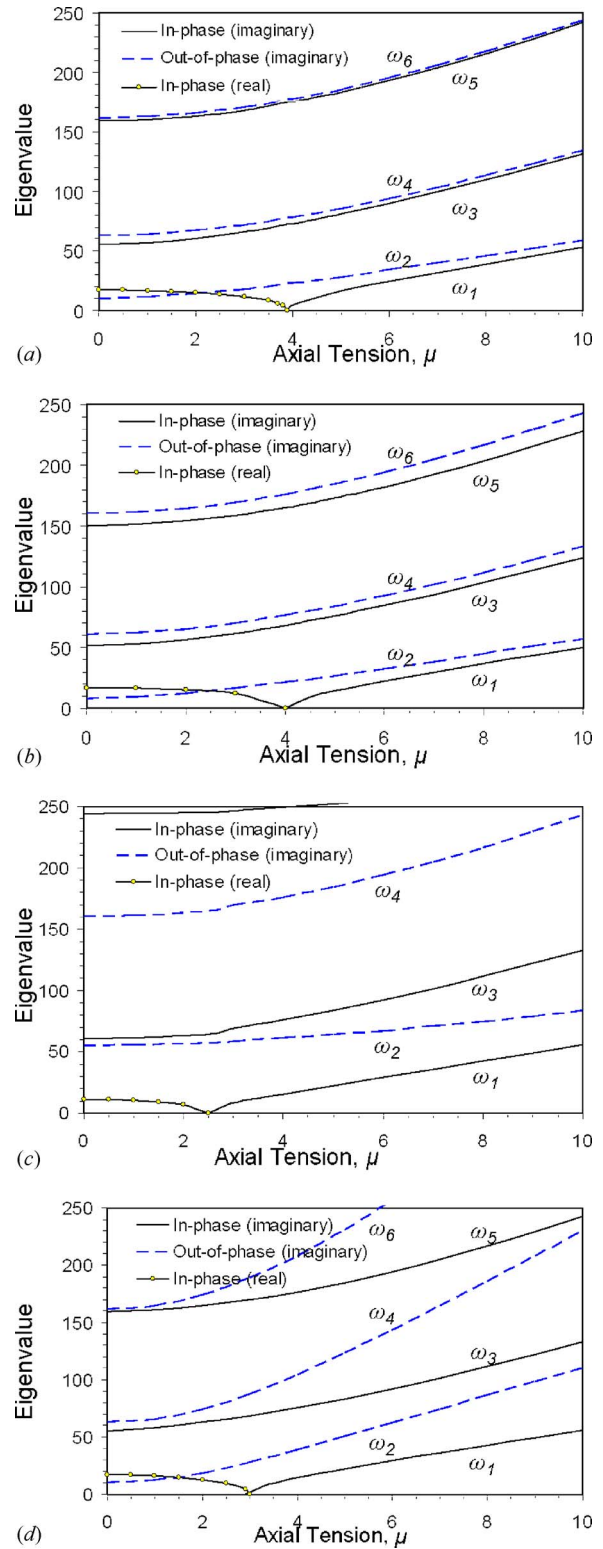 250
200
150
100
50
0
Eigenvalue
In-phase (imaginary)
Out-of-phase (imaginary)
In-phase (real)
ω6
ω5
ω4
ω3
ω2
ω1
0 2 4 6 8 10
(a) Axial Tension, μ
250
200
150
100
50
0
Eigenvalue
In-phase (imaginary)
Out-of-phase (imaginary)
In-phase (real)
ω6
ω5
ω4
ω3
ω2
ω1
0 2 4 6 8 10
(b) Axial Tension, μ
250
200
150
100
50
0
Eigenvalue
In-phase (imaginary)
Out-of-phase (imaginary)
In-phase (real)
ω4
ω3
ω2
ω1
0 2 4 6 8 10
(c) Axial Tension, μ
250
200
150
100
50
0
Eigenvalue
In-phase (imaginary)
Out-of-phase (imaginary)
In-phase (real)
ω6
ω5
ω4
ω3
ω2
ω1
0 2 4 6 8 10
(d) Axial Tension, μ